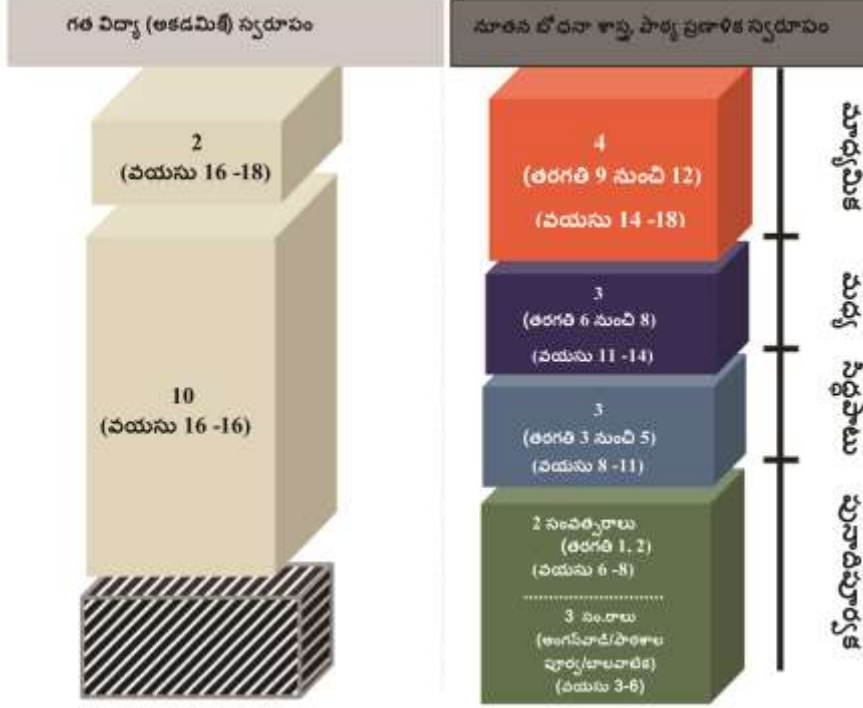 గత విద్యా (అకడమిక్) స్వరూపం
2
(వయసు 16 -18)
10
(వయసు 16 -16)
నూతన బోధనా శాస్త్ర, పాఠ్య ప్రణాళిక స్వరూపం
4
(తరగతి 9 నుంచి 12)
(వయసు 14 -18)
3
(తరగతి 6 నుంచి 8)
(వయసు 11 -14)
3
(తరగతి 3 నుంచి 5)
(వయసు 8 -11)
2 సంవత్సరాలు
(తరగతి 1, 2)
(వయసు 6 -8)
3 సం.రాలు
(అంగన్‌వాడి/పాఠశాల
పూర్వ/బాలవాటిక)
(వయసు 3-6)
మాధ్యమిక
మధ్య
సిద్ధపాటు
పునాదిపూర్వక